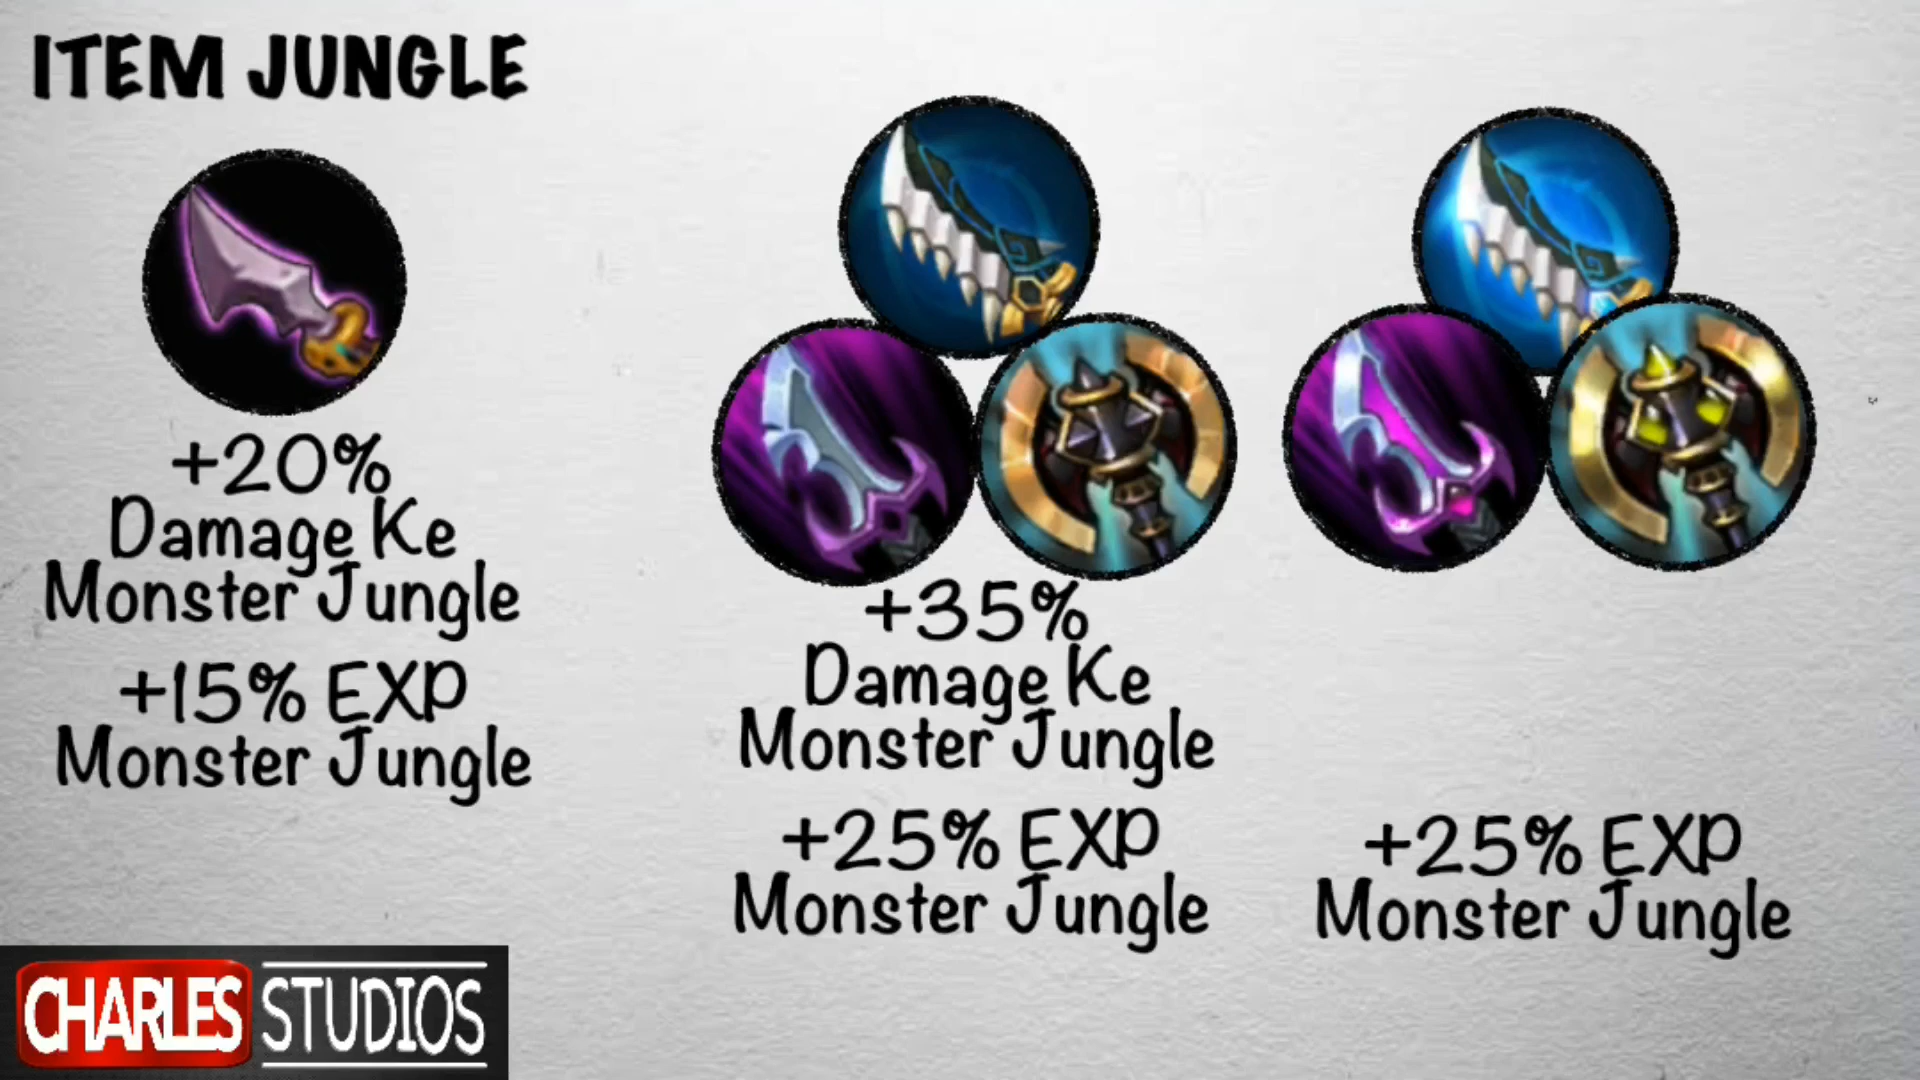 ITEM JUNGLE
+20%
Damage Ke
Monster Jungle
+15% EXP
Monster Jungle
+35%
Damage Ke
Monster Jungle
+25% EXP
Monster Jungle
+25% EXP
Monster Jungle
CHARLES STUDIOS